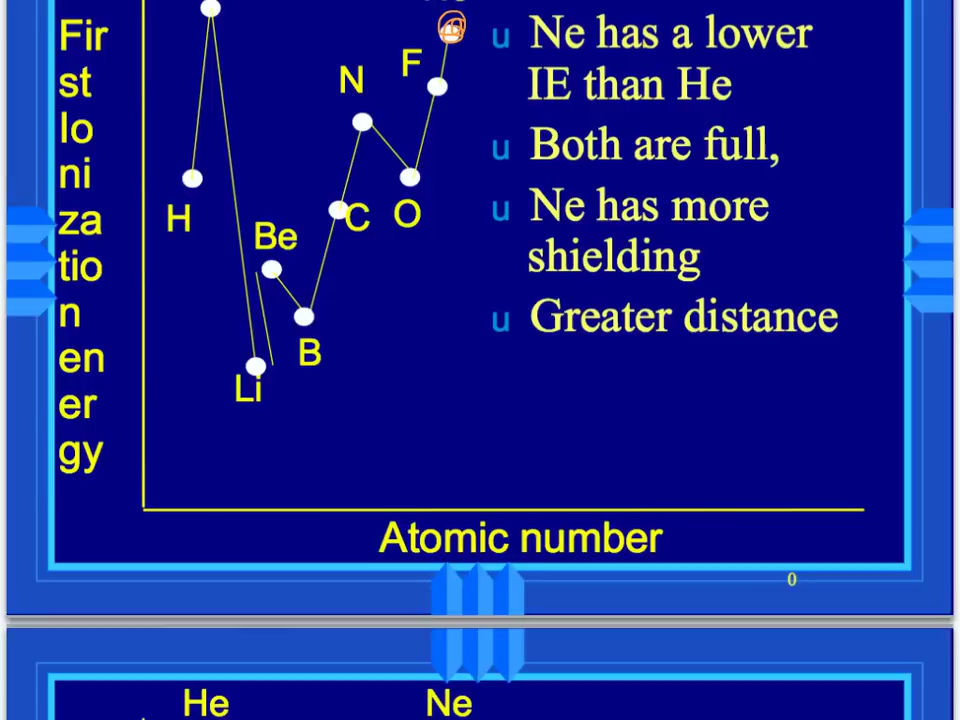 Fir
st
Io
ni
za
tio
n
en
er
gy
H
Li
Be
B
C
N
O
F
u Ne has a lower
IE than He
u Both are full,
u Ne has more
shielding
u Greater distance
Atomic number
0
He
Ne